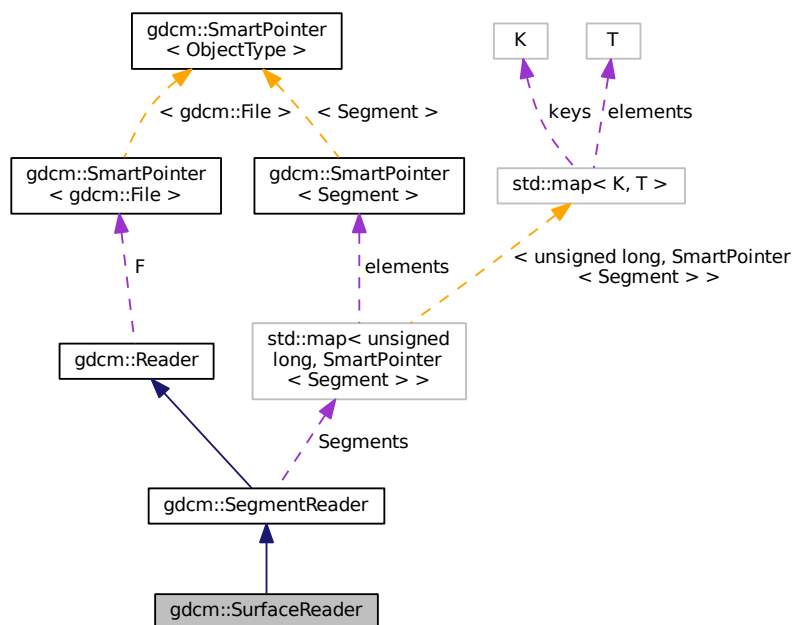 gdcm::SmartPointer
< ObjectType >
K
T
< gdcm::File >
< Segment >
keys
elements
gdcm::SmartPointer
< gdcm::File >
gdcm::SmartPointer
< Segment >
std::map< K, T >
F
elements
< unsigned long, SmartPointer
< Segment > >
gdcm::Reader
std::map< unsigned
long, SmartPointer
< Segment > >
Segments
gdcm::SegmentReader
gdcm::SurfaceReader